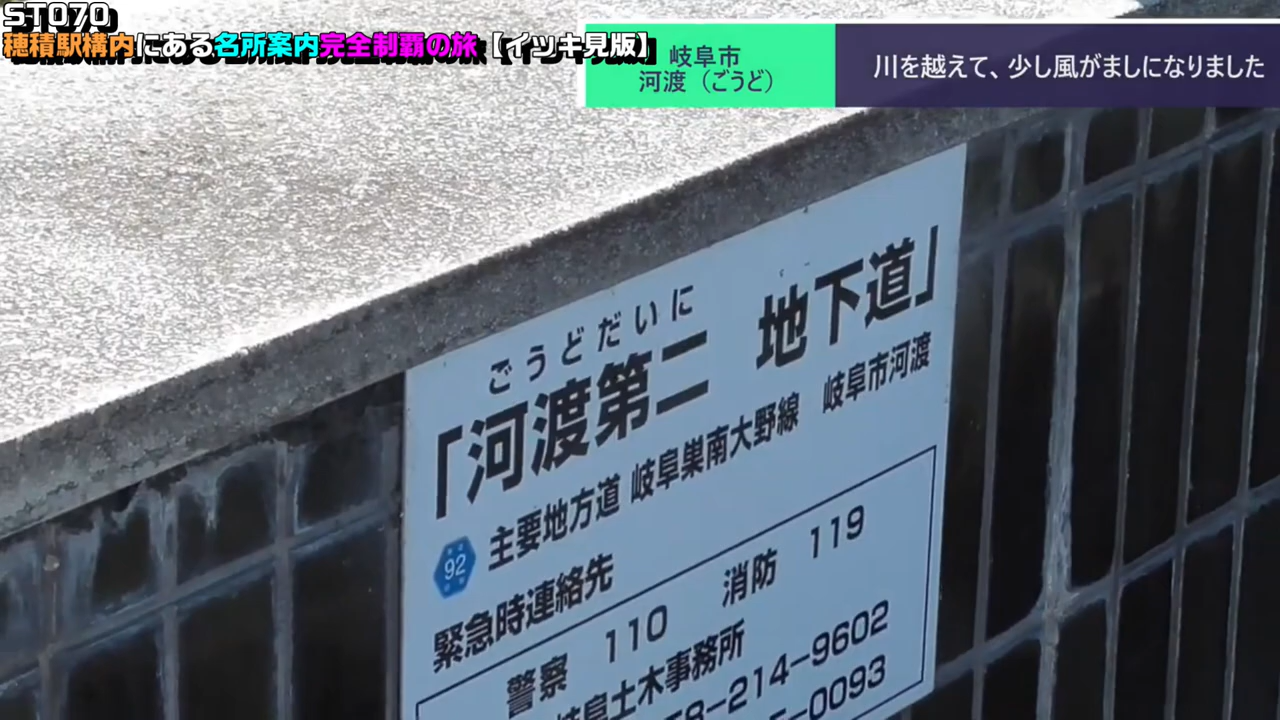 ST070
穂積駅構内にある名所案内完全制覇の旅【イッキ見版】
岐阜市
河渡（ごうど）
川を越えて、少し風がましになりました
ごうどだいに
「河渡第二 地下道」
92
主要地方道 岐阜巣南大野線 岐阜市河渡
緊急時連絡先
警察 110 消防 119
岐阜土木事務所
8-214-9602
-0093